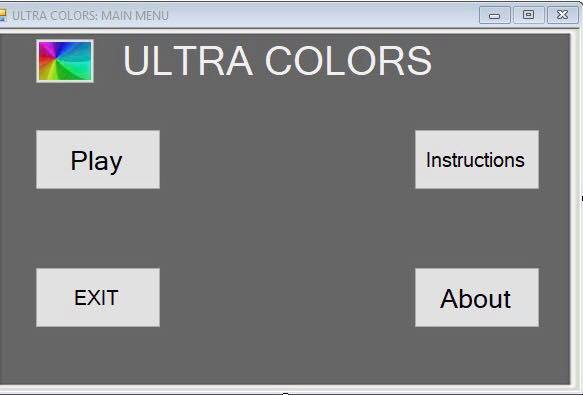 ULTRA COLORS: MAIN MENU
ULTRA COLORS
Play
Instructions
EXIT
About